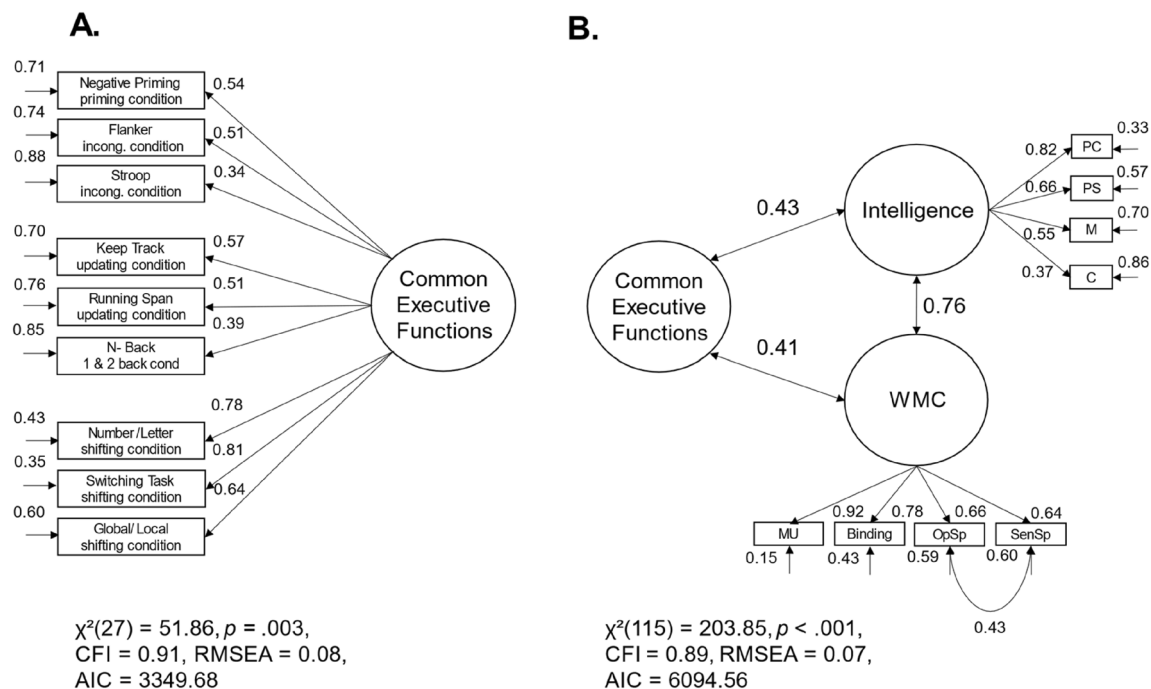 A.
0.71
Negative Priming
priming condition
0.54
0.74
Flanker
incong. condition
0.51
0.88
Stroop
incong. condition
0.34
0.70
Keep Track
updating condition
0.57
0.76
Running Span
updating condition
0.51
0.85
N- Back
1 & 2 back cond
0.39
0.43
Number/Letter
shifting condition
0.78
0.35
Switching Task
shifting condition
0.81
0.60
Global/Local
shifting condition
0.64
Common
Executive
Functions
χ²(27) = 51.86, p = .003,
CFI = 0.91, RMSEA = 0.08,
AIC = 3349.68
B.
Common
Executive
Functions
0.43
0.41
Intelligence
0.76
WMC
0.82
PC
0.33
0.66
PS
0.57
0.55
M
0.70
0.37
C
0.86
0.92
0.78
0.66
0.64
MU
Binding
OpSp
SenSp
0.15
0.43
0.59
0.60
0.43
χ²(115) = 203.85, p < .001,
CFI = 0.89, RMSEA = 0.07,
AIC = 6094.56